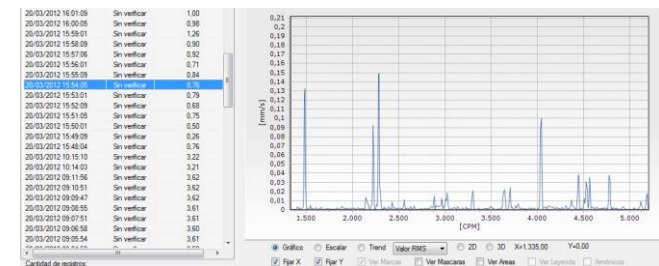 20/03/2012 16:01:09 Sin verificar 1,00
20/03/2012 16:00:05 Sin verificar 0,98
20/03/2012 15:59:01 Sin verificar 1,26
20/03/2012 15:58:09 Sin verificar 0,90
20/03/2012 15:57:06 Sin verificar 0,92
20/03/2012 15:56:01 Sin verificar 0,71
20/03/2012 15:55:09 Sin verificar 0,84
20/03/2012 15:54:05 Sin verificar 0,76
20/03/2012 15:53:01 Sin verificar 0,79
20/03/2012 15:52:09 Sin verificar 0,68
20/03/2012 15:51:05 Sin verificar 0,75
20/03/2012 15:50:01 Sin verificar 0,50
20/03/2012 15:49:09 Sin verificar 0,26
20/03/2012 15:48:04 Sin verificar 0,76
20/03/2012 10:15:10 Sin verificar 3,22
20/03/2012 10:14:03 Sin verificar 3,21
20/03/2012 09:11:56 Sin verificar 3,62
20/03/2012 09:10:51 Sin verificar 3,62
20/03/2012 09:09:47 Sin verificar 3,62
20/03/2012 09:08:55 Sin verificar 3,61
20/03/2012 09:07:51 Sin verificar 3,61
20/03/2012 09:06:58 Sin verificar 3,60
20/03/2012 09:05:54 Sin verificar 3,61
Cantidad de registros:
0,21
0,2
0,19
0,18
0,17
0,16
0,15
0,14
0,13
0,12
0,11
0,1
0,09
0,08
0,07
0,06
0,05
0,04
0,03
0,02
0,01
0
[mm/s]
1.500 2.000 2.500 3.000 3.500 4.000 4.500 5.000
[CPM]
Gráfico Escalar Trend Valor RMS 2D 3D X=1.335,00 Y=0,00
Fijar X Fijar Y Ver Marcas Ver Mascaras Ver Areas Ver Leyenda Armónicos